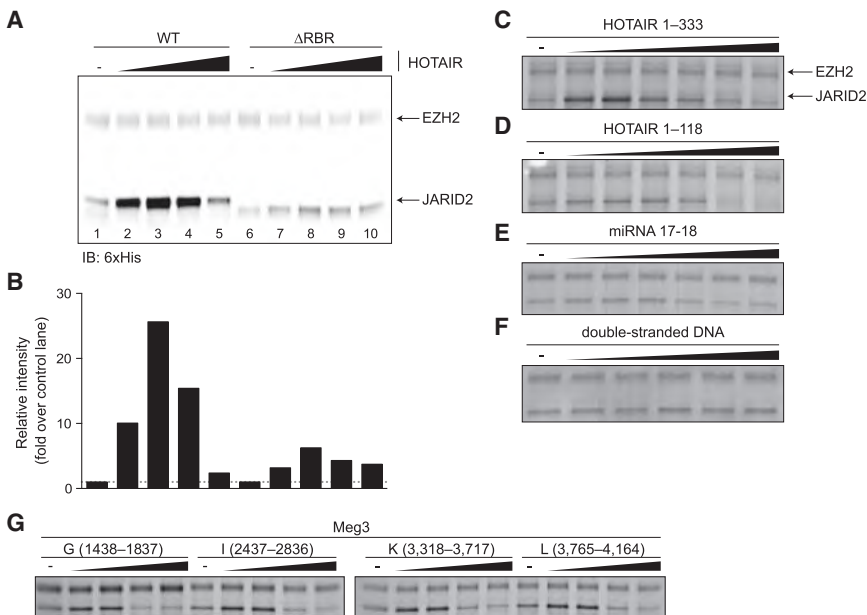 A
WT ΔRBR
- - HOTAIR
EZH2
JARID2
1 2 3 4 5 6 7 8 9 10
IB: 6xHis
B
Relative intensity
(fold over control lane)
30
20
10
0
C
HOTAIR 1–333
-
EZH2
JARID2
D
HOTAIR 1–118
-
E
miRNA 17-18
-
F
double-stranded DNA
-
G
Meg3
G (1438–1837) I (2437–2836) K (3,318–3,717) L (3,765–4,164)
- - - -